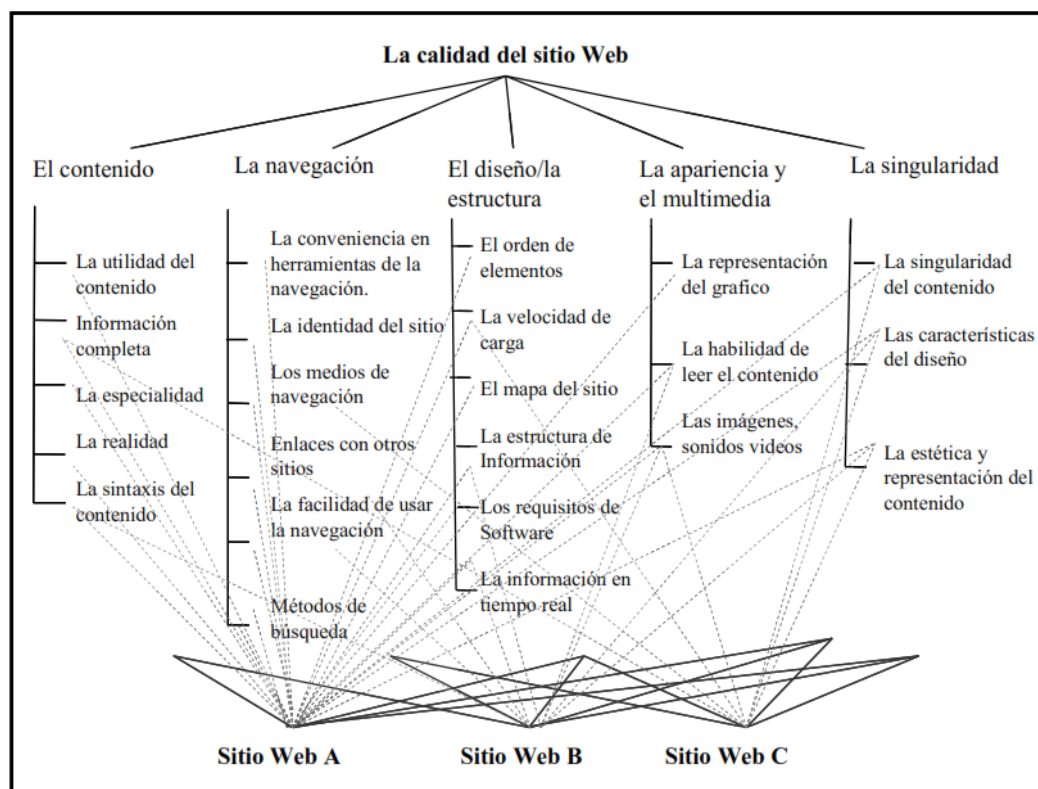 La calidad del sitio Web
El contenido
La utilidad del
contenido
Información
completa
La especialidad
La realidad
La sintaxis del
contenido
La navegación
La conveniencia en
herramientas de la
navegación.
La identidad del sitio
Los medios de
navegación
Enlaces con otros
sitios
La facilidad de usar
la navegación
Métodos de
búsqueda
El diseño/la
estructura
El orden de
elementos
La velocidad de
carga
El mapa del sitio
La estructura de
Información
Los requisitos de
Software
La información en
tiempo real
La apariencia y
el multimedia
La representación
del grafico
La habilidad de
leer el contenido
Las imágenes,
sonidos videos
La singularidad
La singularidad
del contenido
Las características
del diseño
La estética y
representación del
contenido
Sitio Web A
Sitio Web B
Sitio Web C